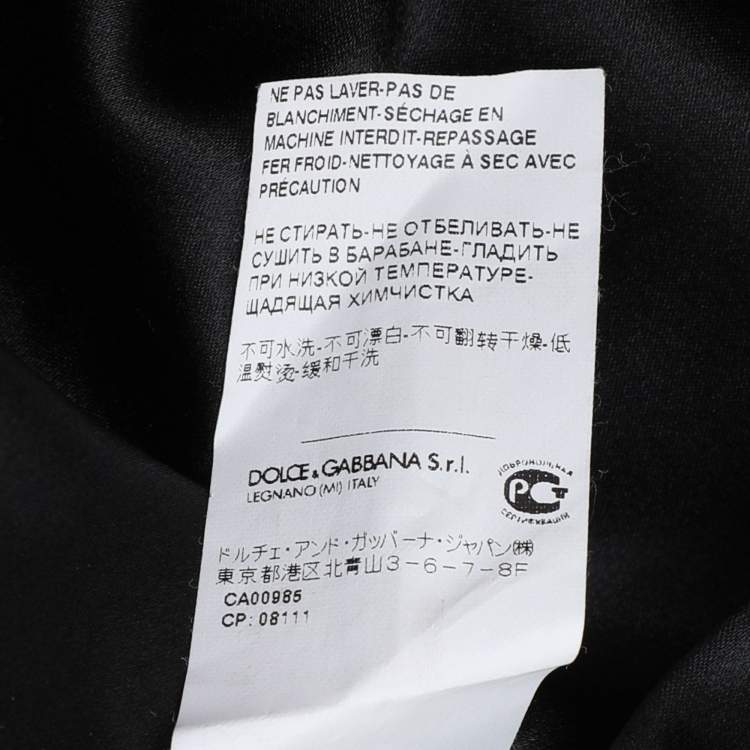 NE PAS LAVER-PAS DE
BLANCHIMENT-SÉCHAGE EN
MACHINE INTERDIT-REPASSAGE
FER FROID-NETTOYAGE À SEC AVEC
PRÉCAUTION
НЕ СТИРАТЬ-НЕ ОТБЕЛИВАТЬ-НЕ
СУШИТЬ В БАРАБАНЕ-ГЛАДИТЬ
ПРИ НИЗКОЙ ТЕМПЕРАТУРЕ-
ЩАДЯЩАЯ ХИМЧИСТКА
不可水洗-不可漂白-不可翻转干燥-低
温熨烫-缓和干洗
DOLCE & GABBANA S.r.l.
LEGNANO (MI) ITALY
ДОБРОВОЛЬНАЯ
РСТ
СЕРТИФИКАЦИЯ
ドルチェ・アンド・ガッバーナ・ジャパン㈱
東京都港区北青山3-6-7-8F
CA00985
CP: 08111